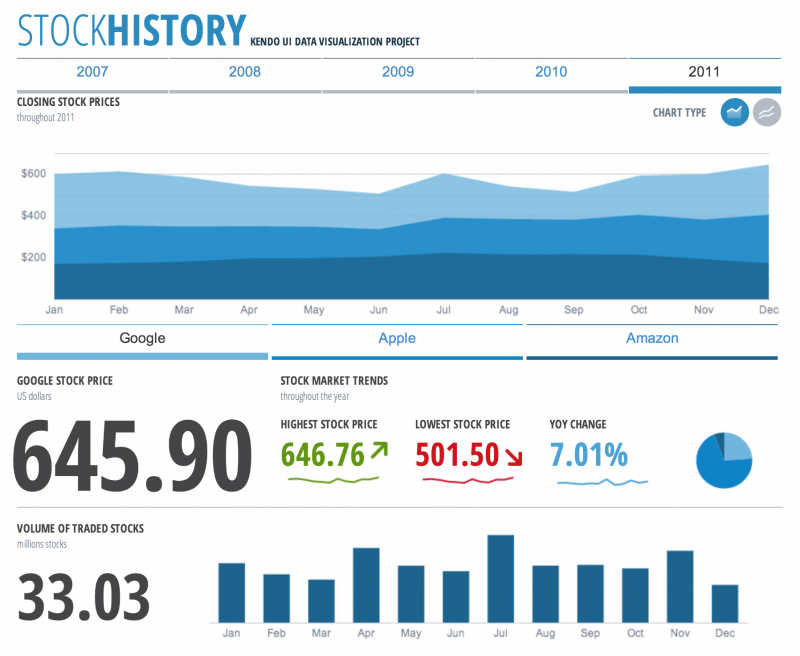 STOCKHISTORY KENDO UI DATA VISUALIZATION PROJECT
2007 2008 2009 2010 2011
CLOSING STOCK PRICES
throughout 2011
CHART TYPE
$600
$400
$200
Jan Feb Mar Apr May Jun Jul Aug Sep Oct Nov Dec
Google Apple Amazon
GOOGLE STOCK PRICE
US dollars
645.90
STOCK MARKET TRENDS
throughout the year
HIGHEST STOCK PRICE LOWEST STOCK PRICE YOY CHANGE
646.76 501.50 7.01%
VOLUME OF TRADED STOCKS
millions stocks
33.03
Jan Feb Mar Apr May Jun Jul Aug Sep Oct Nov Dec